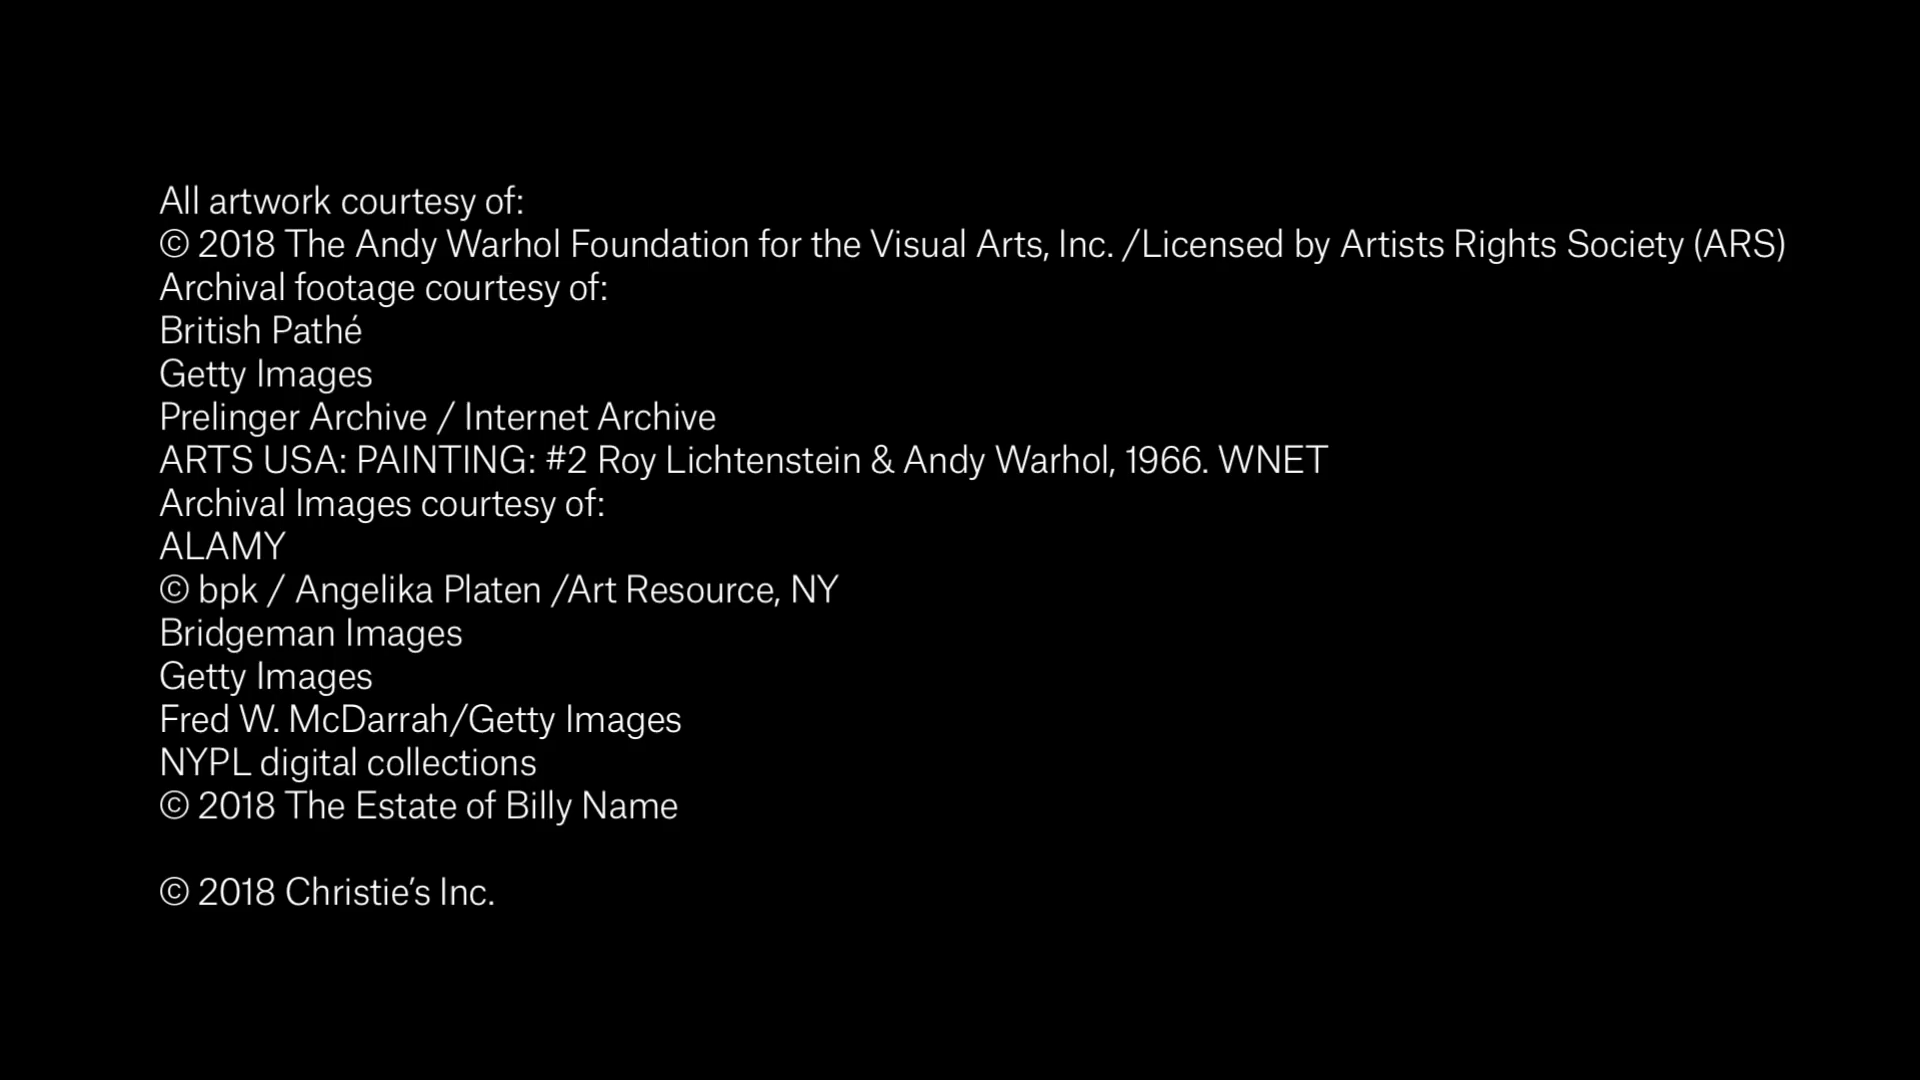 All artwork courtesy of:
© 2018 The Andy Warhol Foundation for the Visual Arts, Inc. /Licensed by Artists Rights Society (ARS)
Archival footage courtesy of:
British Pathé
Getty Images
Prelinger Archive / Internet Archive
ARTS USA: PAINTING: #2 Roy Lichtenstein & Andy Warhol, 1966. WNET
Archival Images courtesy of:
ALAMY
© bpk / Angelika Platen /Art Resource, NY
Bridgeman Images
Getty Images
Fred W. McDarrah/Getty Images
NYPL digital collections
© 2018 The Estate of Billy Name
© 2018 Christie’s Inc.